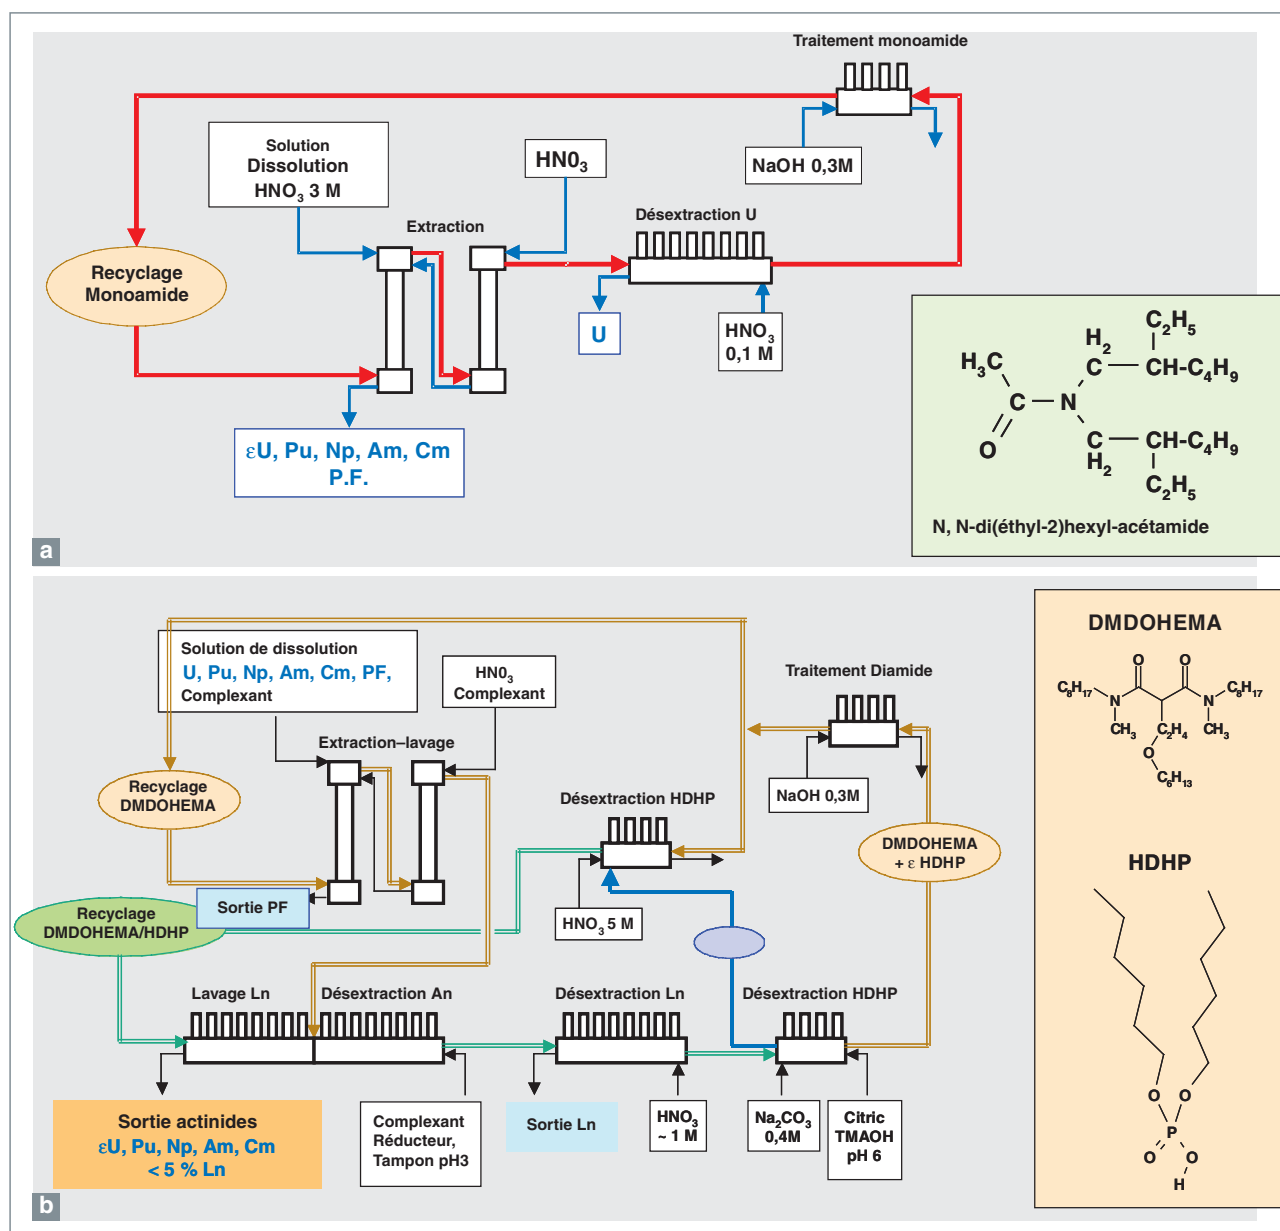 Traitement monoamide
Solution
Dissolution
HNO₃ 3 M
HN0₃
NaOH 0,3M
Extraction
Désextraction U
Recyclage
Monoamide
U
HNO₃
0,1 M
εU, Pu, Np, Am, Cm
P.F.
C₂H₅
H₂
H₃C
C
CH-C₄H₉
C
N
O
C
CH-C₄H₉
H₂
C₂H₅
N, N-di(éthyl-2)hexyl-acétamide
a
Solution de dissolution
U, Pu, Np, Am, Cm, PF,
Complexant
HN0₃
Complexant
Traitement Diamide
Extraction–lavage
Recyclage
DMDOHEMA
NaOH 0,3M
Désextraction HDHP
DMDOHEMA
+ ε HDHP
Sortie PF
Recyclage
DMDOHEMA/HDHP
HNO₃ 5 M
Lavage Ln
Désextraction An
Désextraction Ln
Désextraction HDHP
Sortie actinides
εU, Pu, Np, Am, Cm
< 5 % Ln
Complexant
Réducteur,
Tampon pH3
Sortie Ln
HNO₃
~ 1 M
Na₂CO₃
0,4M
Citric
TMAOH
pH 6
DMDOHEMA
O
O
C₈H₁₇
N
N
C₈H₁₇
CH₃
C₂H₄
CH₃
O
C₆H₁₃
HDHP
O
O
P
O
O
H
b